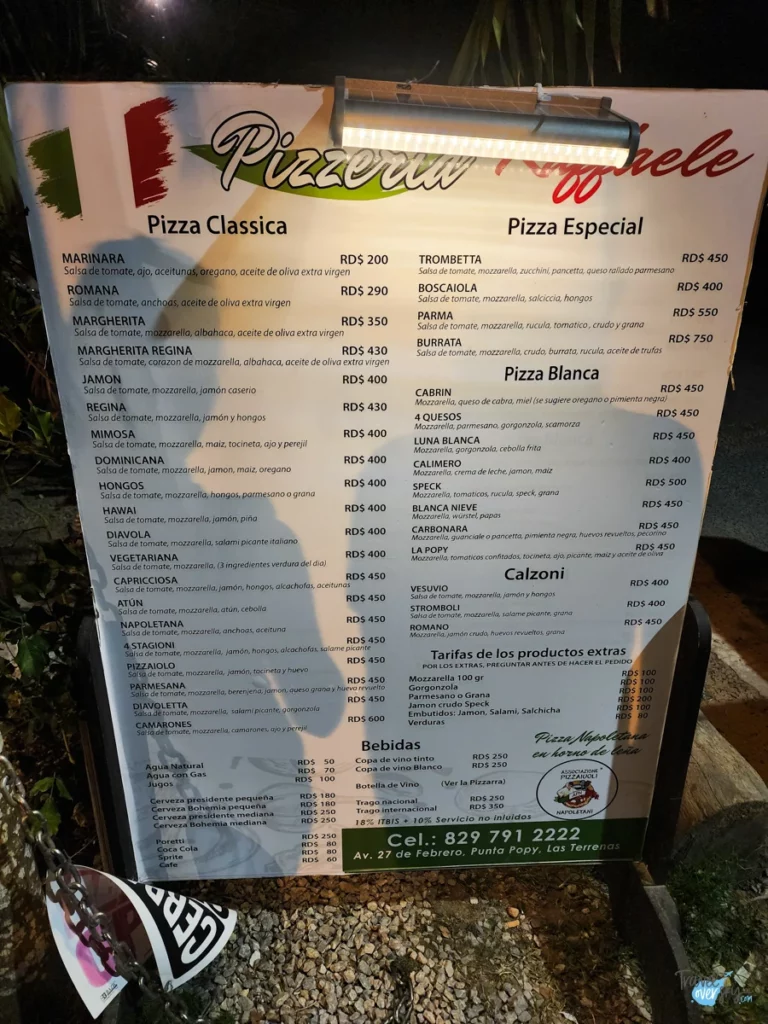 Pizzeria Raffaele
Pizza Classica
MARINARA RD$ 200
Salsa de tomate, ajo, aceitunas, oregano, aceite de oliva extra virgen
ROMANA RD$ 290
Salsa de tomate, anchoas, aceite de oliva extra virgen
MARGHERITA RD$ 350
Salsa de tomate, mozzarella, albahaca, aceite de oliva extra virgen
MARGHERITA REGINA RD$ 430
Salsa de tomate, corazon de mozzarella, albahaca, aceite de oliva extra virgen
JAMON RD$ 400
Salsa de tomate, mozzarella, jamón caserio
REGINA RD$ 430
Salsa de tomate, mozzarella, jamón y hongos
MIMOSA RD$ 400
Salsa de tomate, mozzarella, maiz, tocineta, ajo y perejil
DOMINICANA RD$ 400
Salsa de tomate, mozzarella, jamon, maiz, oregano
HONGOS RD$ 400
Salsa de tomate, mozzarella, hongos, parmesano o grana
HAWAI RD$ 400
Salsa de tomate, mozzarella, jamón, piña
DIAVOLA RD$ 400
Salsa de tomate, mozzarella, salami picante italiano
VEGETARIANA RD$ 400
Salsa de tomate, mozzarella, (3 ingredientes verdura del dia)
CAPRICCIOSA RD$ 450
Salsa de tomate, mozzarella, jamón, hongos, alcachofas, aceitunas
ATÚN RD$ 450
Salsa de tomate, mozzarella, atún, cebolla
NAPOLETANA RD$ 450
Salsa de tomate, mozzarella, anchoas, aceituna
4 STAGIONI RD$ 450
Salsa de tomate, mozzarella, jamón, hongos, alcachofas, salame picante
PIZZAIOLO RD$ 450
Salsa de tomate, mozzarella, jamón, tocineta y huevo
PARMESANA RD$ 450
Salsa de tomate, mozzarella, berenjena, jamon, queso grana y huevo revuelto
DIAVOLETTA RD$ 450
Salsa de tomate, mozzarella, salami picante, gorgonzola
CAMARONES RD$ 600
Salsa de tomate, mozzarella, camarones, ajo y perejil
Pizza Especial
TROMBETTA RD$ 450
Salsa de tomate, mozzarella, zucchini, pancetta, queso rallado parmesano
BOSCAIOLA RD$ 400
Salsa de tomate, mozzarella, salciccia, hongos
PARMA RD$ 550
Salsa de tomate, mozzarella, rucula, tomatico, crudo y grana
BURRATA RD$ 750
Salsa de tomate, mozzarella, crudo, burrata, rucula, aceite de trufas
Pizza Blanca
CABRIN RD$ 450
Mozzarella, queso de cabra, miel (se sugiere oregano o pimienta negra)
4 QUESOS RD$ 450
Mozzarella, parmesano, gorgonzola, scamorza
LUNA BLANCA RD$ 450
Mozzarella, gorgonzola, cebolla frita
CALIMERO RD$ 400
Mozzarella, crema de leche, jamon, maiz
SPECK RD$ 500
Mozzarella, tomaticos, rucula, speck, grana
BLANCA NIEVE RD$ 450
Mozzarella, würstel, papas
CARBONARA RD$ 450
Mozzarella, guanciale o pancetta, pimienta negra, huevos revueltos, pecorino
LA POPY RD$ 450
Mozzarella, tomaticos confitados, tocineta, ajo, picante, maiz y aceite de oliva
Calzoni
VESUVIO RD$ 400
Salsa de tomate, mozzarella, jamón y hongos
STROMBOLI RD$ 400
Salsa de tomate, mozzarella, salame picante, grana
ROMANO RD$ 450
Mozzarella, jamón crudo, huevos revueltos, grana
Tarifas de los productos extras
POR LOS EXTRAS, PREGUNTAR ANTES DE HACER EL PEDIDO
Mozzarella 100 gr RD$ 100
Gorgonzola RD$ 100
Parmesano o Grana RD$ 100
Jamon crudo Speck RD$ 200
Embutidos: Jamon, Salami, Salchicha RD$ 100
Verduras RD$ 80
Bebidas
Agua Natural RD$ 50
Agua con Gas RD$ 70
Jugos RD$ 100
Cerveza presidente pequeña RD$ 180
Cerveza Bohemia pequeña RD$ 180
Cerveza presidente mediana RD$ 250
Cerveza Bohemia mediana RD$ 250
Poretti RD$ 250
Coca Cola RD$ 80
Sprite RD$ 80
Cafe RD$ 60
Copa de vino tinto RD$ 250
Copa de vino Blanco RD$ 250
Botella de Vino (Ver la Pizarra)
Trago nacional RD$ 250
Trago internacional RD$ 350
18% ITBIS + 10% Servicio no inluidos
Pizza Napoletana
en horno de leña
ASSOCIAZIONE
PIZZAIUOLI
NAPOLETANI
Cel.: 829 791 2222
Av. 27 de Febrero, Punta Popy, Las Terrenas